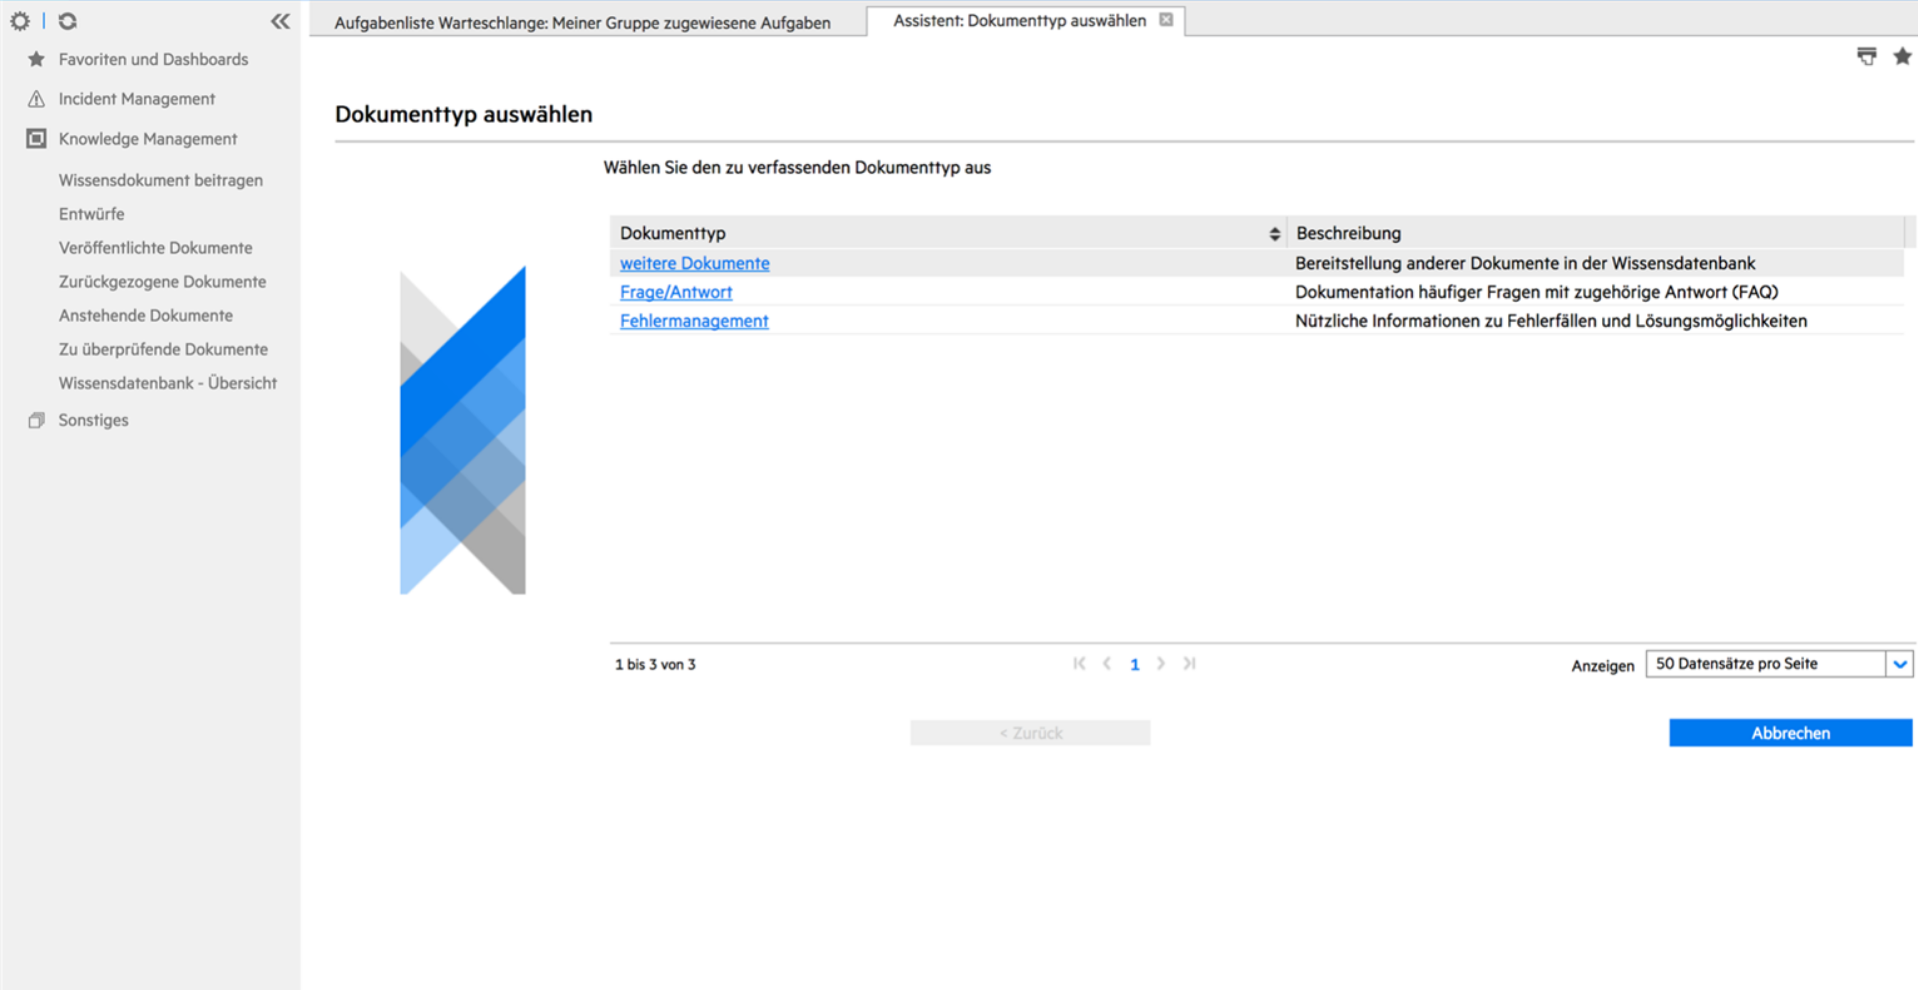 Aufgabenliste Warteschlange: Meiner Gruppe zugewiesene Aufgaben
Assistent: Dokumenttyp auswählen
Favoriten und Dashboards
Incident Management
Knowledge Management
Wissensdokument beitragen
Entwürfe
Veröffentlichte Dokumente
Zurückgezogene Dokumente
Anstehende Dokumente
Zu überprüfende Dokumente
Wissensdatenbank - Übersicht
Sonstiges
Dokumenttyp auswählen
Wählen Sie den zu verfassenden Dokumenttyp aus
Dokumenttyp Beschreibung
weitere Dokumente Bereitstellung anderer Dokumente in der Wissensdatenbank
Frage/Antwort Dokumentation häufiger Fragen mit zugehörige Antwort (FAQ)
Fehlermanagement Nützliche Informationen zu Fehlerfällen und Lösungsmöglichkeiten
1 bis 3 von 3 1 Anzeigen 50 Datensätze pro Seite
< Zurück Abbrechen